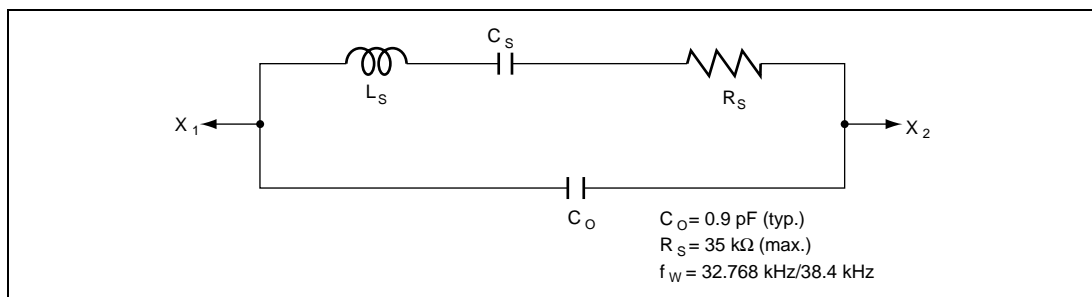 C S
L S
R S
X 1
X 2
C O
C O = 0.9 pF (typ.)
R S = 35 kΩ (max.)
f W = 32.768 kHz/38.4 kHz